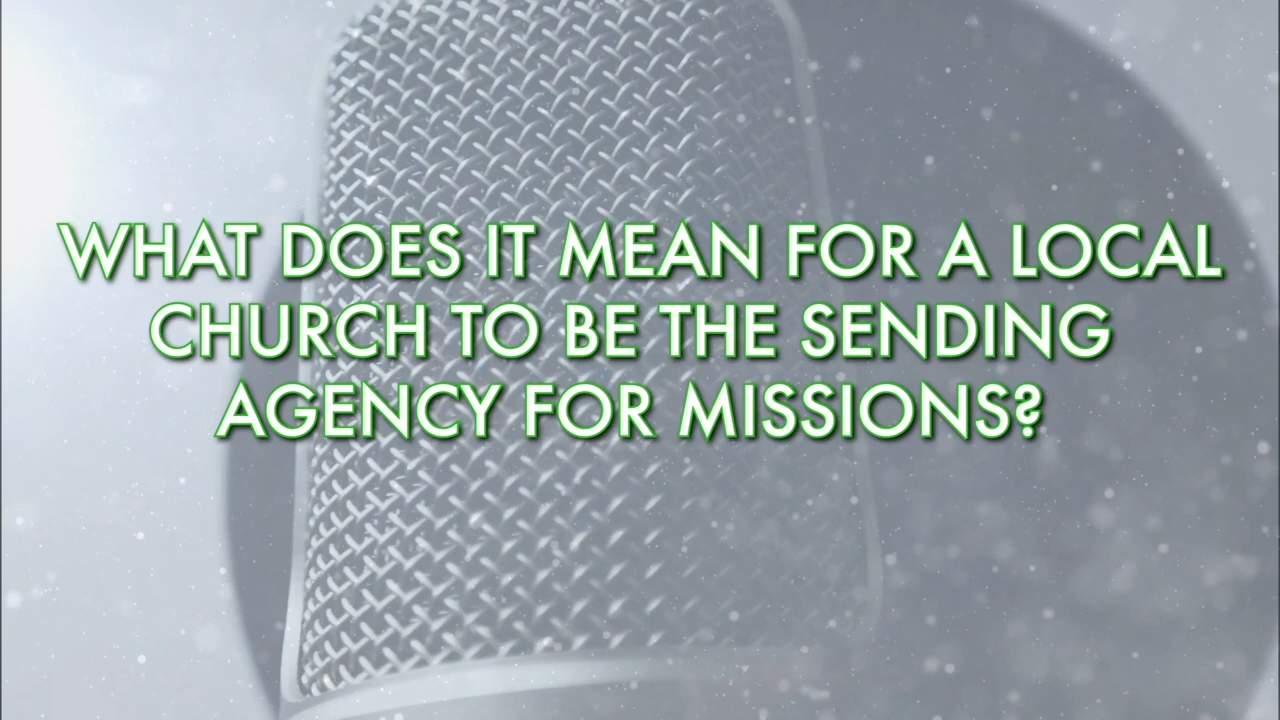 WHAT DOES IT MEAN FOR A LOCAL
CHURCH TO BE THE SENDING
AGENCY FOR MISSIONS?